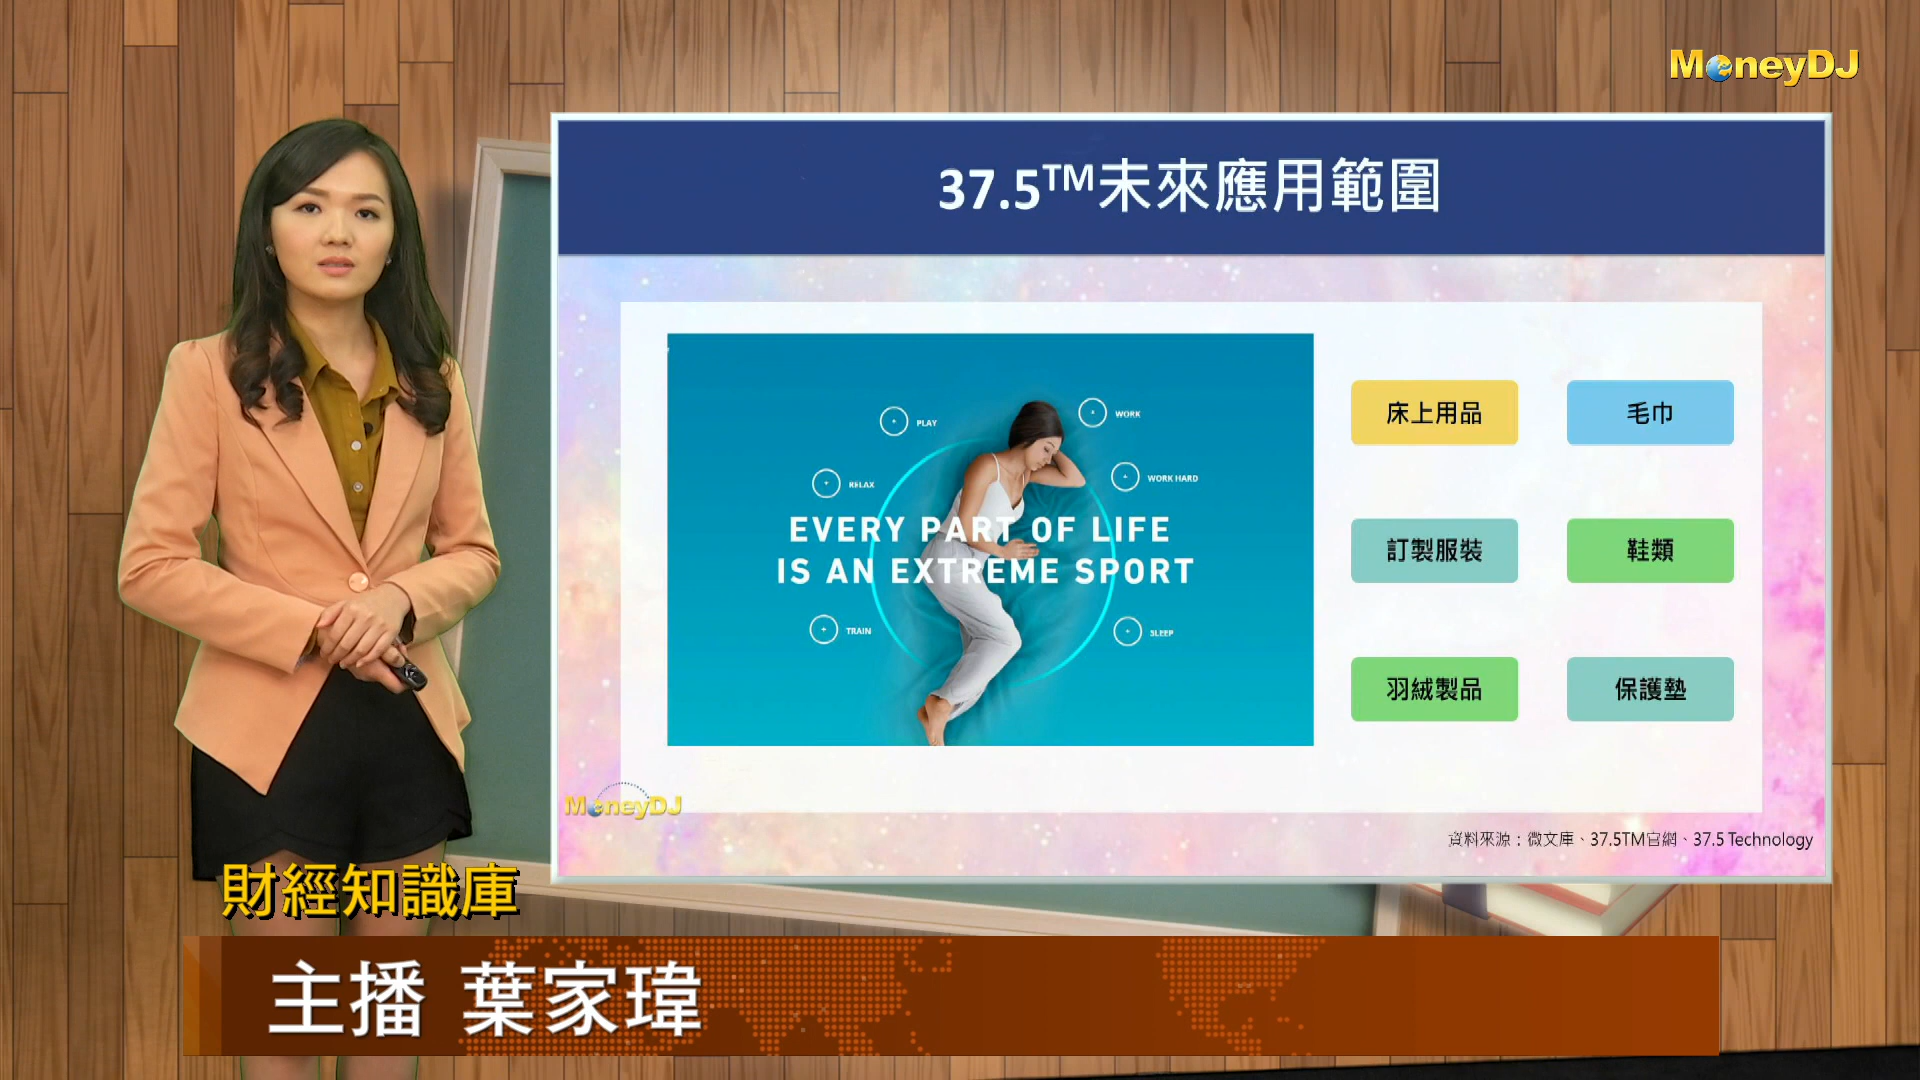 MoneyDJ
37.5TM未來應用範圍
PLAY
WORK
RELAX
WORK HARD
EVERY PART OF LIFE
IS AN EXTREME SPORT
TRAIN
SLEEP
床上用品
毛巾
訂製服裝
鞋類
羽絨製品
保護墊
MoneyDJ
資料來源：微文庫、37.5TM官網、37.5 Technology
財經知識庫
主播 葉家瑋